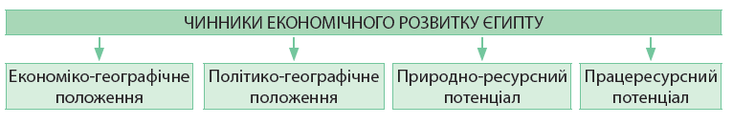 ЧИННИКИ ЕКОНОМІЧНОГО РОЗВИТКУ ЄГИПТУ
Економіко-географічне
положення
Політико-географічне
положення
Природно-ресурсний
потенціал
Працересурсний
потенціал